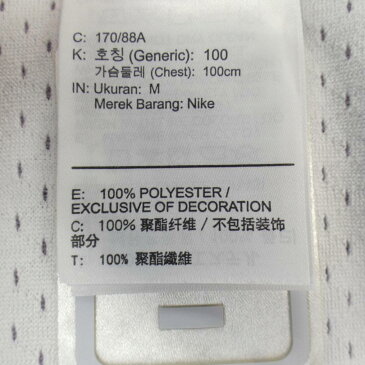 C: 170/88A
K: 호칭 (Generic): 100
가슴둘레 (Chest): 100cm
IN: Ukuran: M
Merek Barang: Nike
E: 100% POLYESTER /
EXCLUSIVE OF DECORATION
C: 100% 聚酯纤维 / 不包括装饰
部分
T: 100% 聚酯纖維